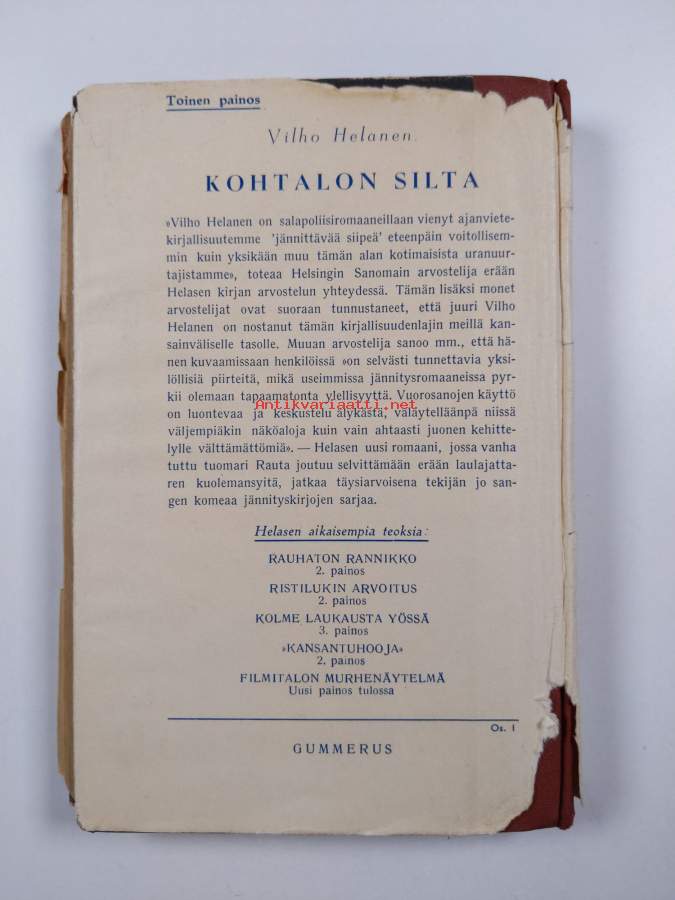 Toinen painos
Vilho Helanen.
KOHTALON SILTA
»Vilho Helanen on salapoliisiromaaneillaan vienyt ajanviete-
kirjallisuutemme 'jännittävää siipeä' eteenpäin voitollisem-
min kuin yksikään muu tämän alan kotimaisista uranuur-
tajistamme», toteaa Helsingin Sanomain arvostelija erään
Helasen kirjan arvostelun yhteydessä. Tämän lisäksi monet
arvostelijat ovat suoraan tunnustaneet, että juuri Vilho
Helanen on nostanut tämän kirjallisuudenlajin meillä kan-
sainväliselle tasolle. Muuan arvostelija sanoo mm., että hä-
nen kuvaamissaan henkilöissä »on selvästi tunnettavia yksi-
löllisiä piirteitä, mikä useimmissa jännitysromaaneissa pyr-
kii olemaan tapaamatonta ylellisyyttä. Vuorosanojen käyttö
Antikvariaatti.net
on luontevaa ja keskustelu älykästä, väläytelläänpä niissä
väljempiäkin näköaloja kuin vain ahtaasti juonen kehitte-
lylle välttämättömiä». — Helasen uusi romaani, jossa vanha
tuttu tuomari Rauta joutuu selvittämään erään laulajatta-
ren kuolemansyitä, jatkaa täysiarvoisena tekijän jo san-
gen komeaa jännityskirjojen sarjaa.
Helasen aikaisempia teoksia:
RAUHATON RANNIKKO
2. painos
RISTILUKIN ARVOITUS
2. painos
KOLME LAUKAUSTA YÖSSÄ
3. painos
»KANSANTUHOOJA»
2. painos
FILMITALON MURHENÄYTELMÄ
Uusi painos tulossa
Os. 1
GUMMERUS